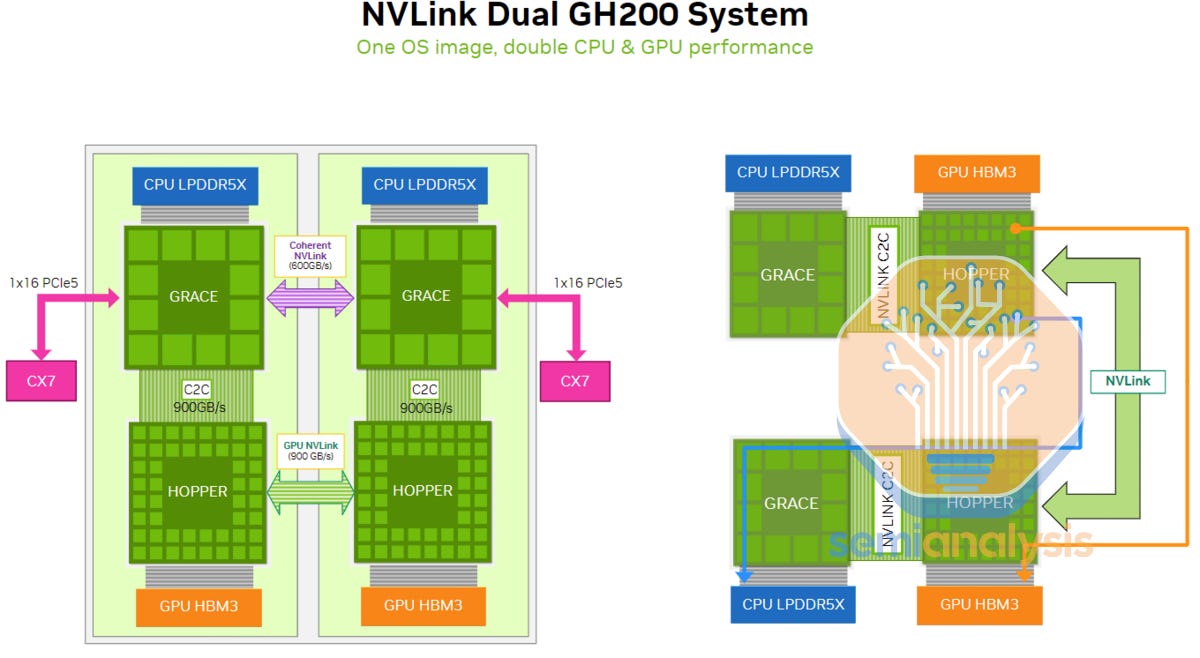 NVLink Dual GH200 System
One OS image, double CPU & GPU performance
CPU LPDDR5X
CPU LPDDR5X
1x16 PCIe5
GRACE
Coherent
NVLink
(600GB/s)
GRACE
1x16 PCIe5
CX7
CX7
C2C
900GB/s
C2C
900GB/s
HOPPER
GPU NVLink
(900 GB/s)
HOPPER
GPU HBM3
GPU HBM3
CPU LPDDR5X
GPU HBM3
GRACE
NVLINK C2C
HOPPER
NVLink
GRACE
NVLINK C2C
HOPPER
semianalysis
CPU LPDDR5X
GPU HBM3